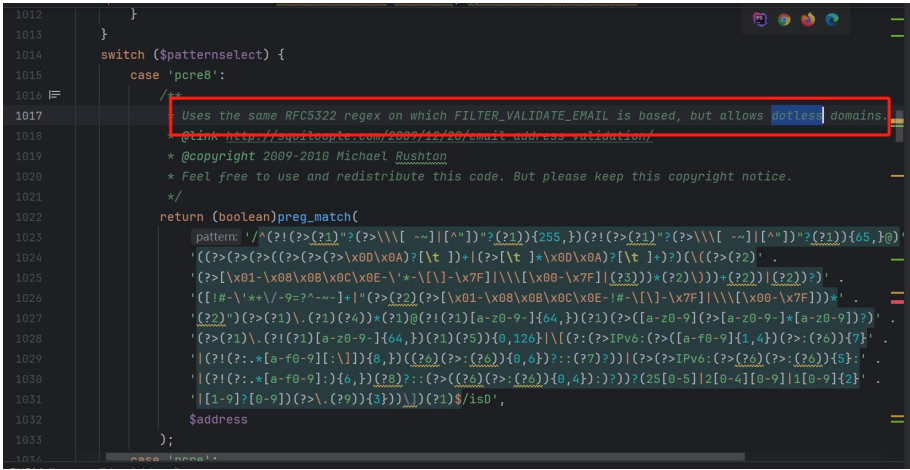 1012 }
1013 }
1014 switch ($patternselect) {
1015 case 'pcre8':
1016 /**
1017 * Uses the same RFC5322 regex on which FILTER_VALIDATE_EMAIL is based, but allows dotless domains.
1018 * @link http://squiloople.com/2009/12/20/email-address-validation/
1019 * @copyright 2009-2010 Michael Rushton
1020 * Feel free to use and redistribute this code. But please keep this copyright notice.
1021 */
1022 return (boolean)preg_match(
1023 pattern: '/^(?!(?>(?1)"?(?>\\\[ -~]|[^"])"?(?1)){255,})(?!(?>(?1)"?(?>\\\[ -~]|[^"])"?(?1)){65,}@)'
1024 '((?>(?>(?>((?>(?>(?>\x0D\x0A)?[\t ])+|(?>[\t ]*\x0D\x0A)?[\t ]+)?)(\((?>(?2)' .
1025 '(?>[\x01-\x08\x0B\x0C\x0E-\'*-\[\]-\x7F]|\\\[\x00-\x7F]|(?3)))*(?2)\)))+(?2))|(?2))?)' .
1026 '([!#-\'*+\/-9=?^-~-]+|"(?>(?2)(?>[\x01-\x08\x0B\x0C\x0E-!#-\[\]-\x7F]|\\\[\x00-\x7F]))*' .
1027 '(?2)")(?>(?1)\.(?1)(?4))*(?1)@(?!(?1)[a-z0-9-]{64,})(?1)(?>([a-z0-9](?>[a-z0-9-]*[a-z0-9])?)' .
1028 '(?>(?1)\.(?!(?1)[a-z0-9-]{64,})(?1)(?5)){0,126}|\[(?:(?>IPv6:(?>([a-f0-9]{1,4})(?>:(?6)){7}' .
1029 '|(?!(?:.*[a-f0-9][:\]]){8,})((?6)(?>:(?6)){0,6})?::(?7)?))|(?>(?>IPv6:(?>(?6)(?>:(?6)){5}:' .
1030 '|(?!(?:.*[a-f0-9]:){6,})(?8)?::(?>((?6)(?>:(?6)){0,4}):)?))?(25[0-5]|2[0-4][0-9]|1[0-9]{2}' .
1031 '|[1-9]?[0-9])(?>\.(?9)){3}))\])(?1)$/isD',
1032 $address
1033 );
1034 case 'pcre':